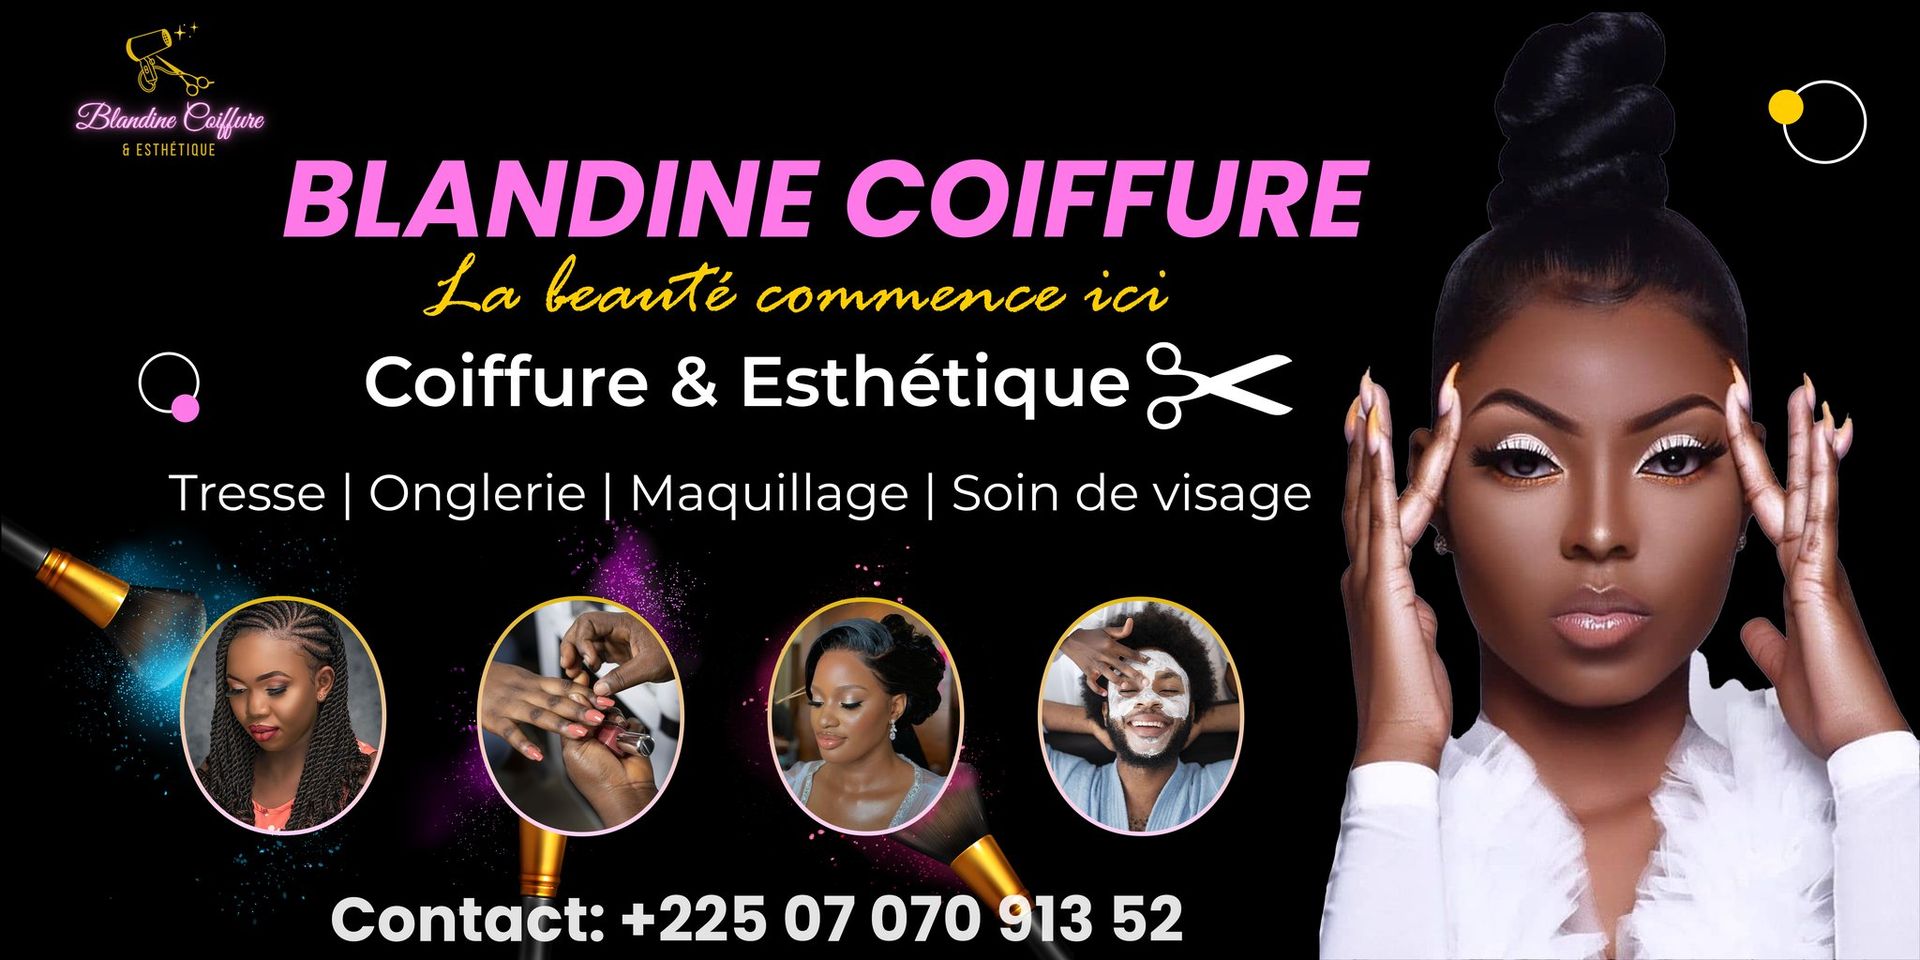 Blandine Coiffure
& ESTHÉTIQUE
BLANDINE COIFFURE
La beauté commence ici
Coiffure & Esthétique
Tresse | Onglerie | Maquillage | Soin de visage
Contact: +225 07 070 913 52